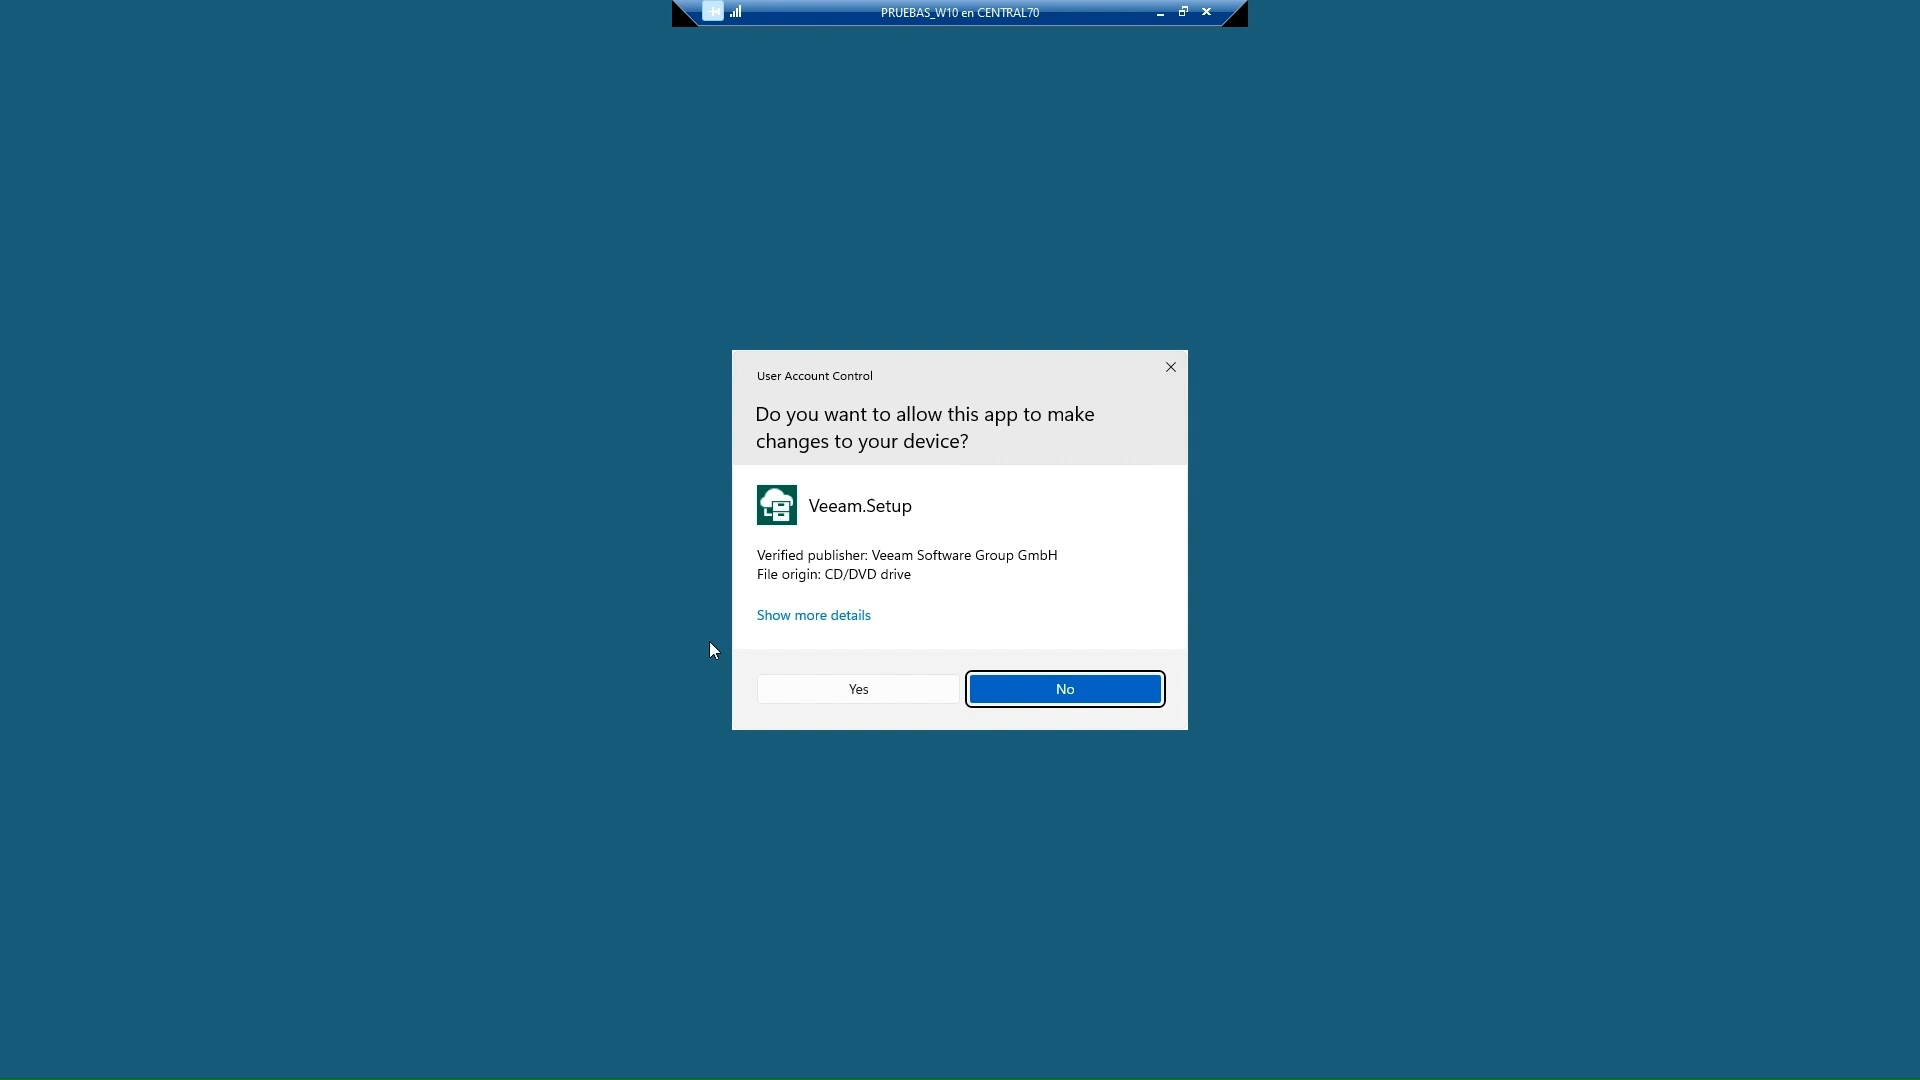 PRUEBAS_W10 en CENTRAL70
User Account Control
Do you want to allow this app to make
changes to your device?
Veeam.Setup
Verified publisher: Veeam Software Group GmbH
File origin: CD/DVD drive
Show more details
Yes
No